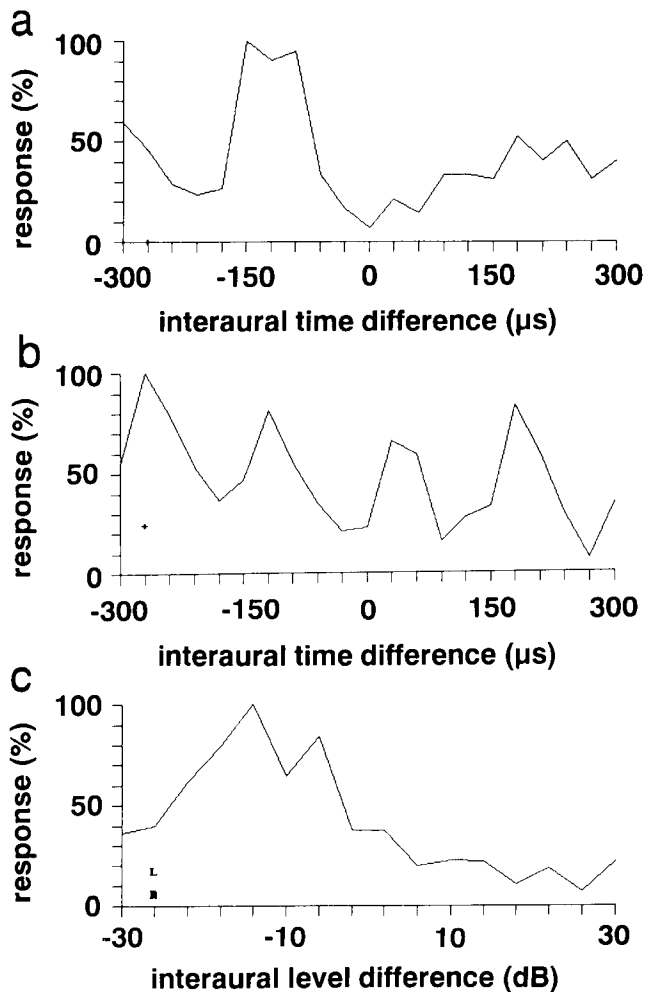 a
100
50
0
response (%)
-300 -150 0 150 300
interaural time difference (µs)
b
100
50
0
response (%)
-300 -150 0 150 300
interaural time difference (µs)
c
100
50
0
response (%)
L
-30 -10 10 30
interaural level difference (dB)